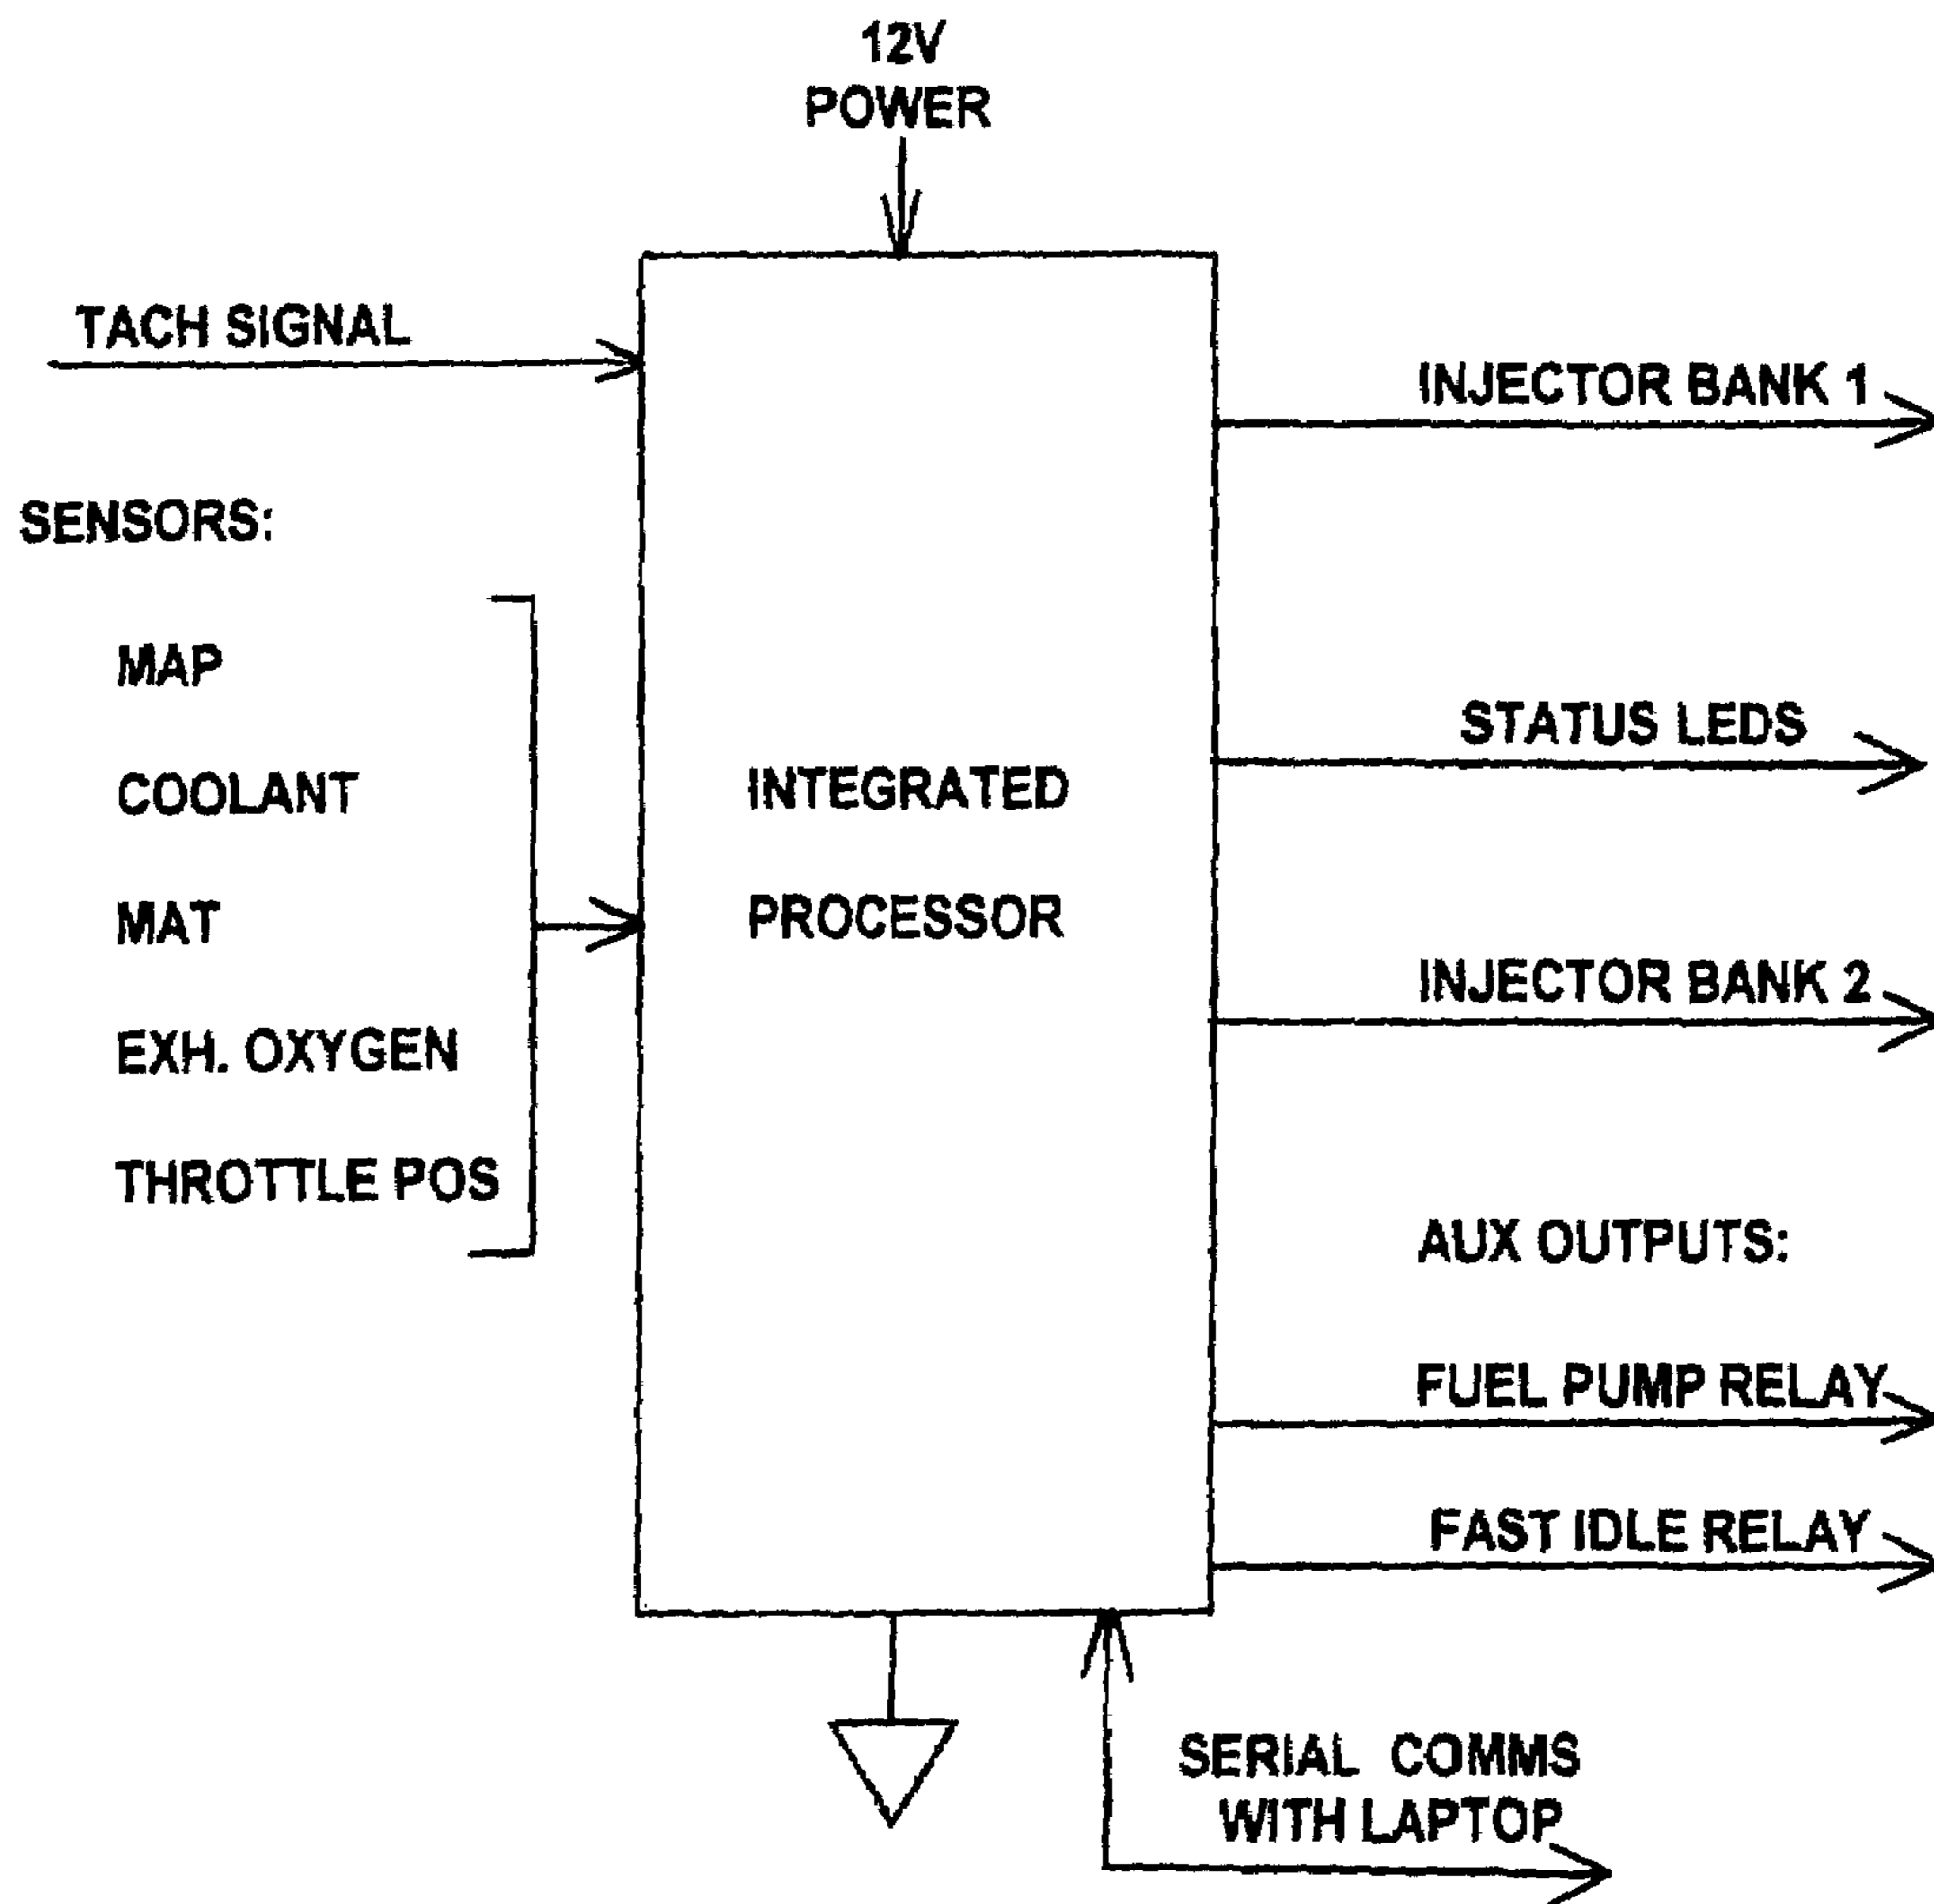 12V
POWER
TACH SIGNAL
SENSORS:
MAP
COOLANT
MAT
EXH. OXYGEN
THROTTLE POS
INTEGRATED
PROCESSOR
INJECTOR BANK 1
STATUS LEDS
INJECTOR BANK 2
AUX OUTPUTS:
FUEL PUMP RELAY
FAST IDLE RELAY
SERIAL COMMS
WITH LAPTOP